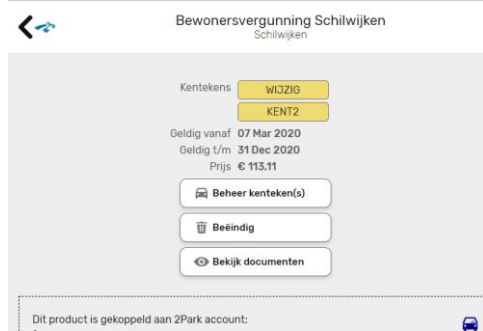 Bewonersvergunning Schilwijken
Schilwijken
Kentekens WIJZIG
KENT2
Geldig vanaf 07 Mar 2020
Geldig t/m 31 Dec 2020
Prijs € 113,11
Beheer kenteken(s)
Beëindig
Bekijk documenten
Dit product is gekoppeld aan 2Park account: